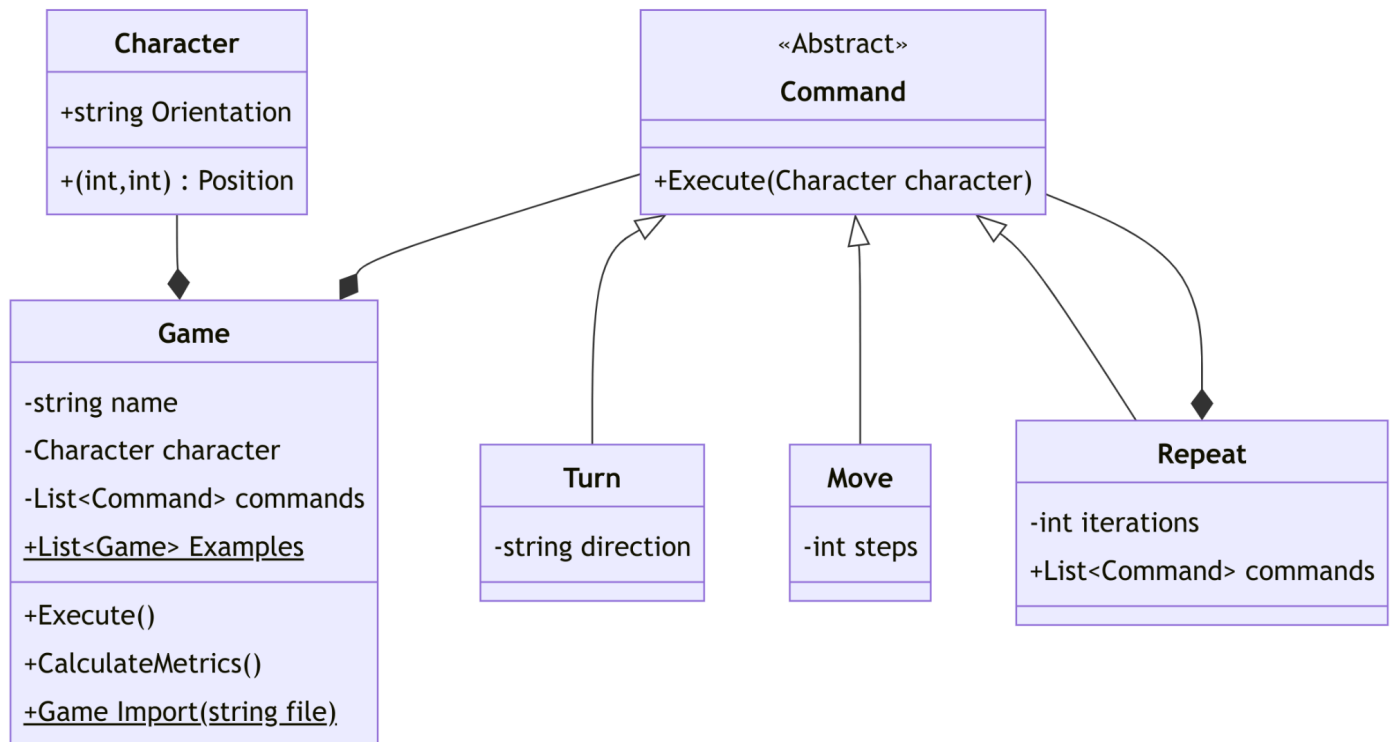 Character
+string Orientation
+(int,int) : Position
«Abstract»
Command
+Execute(Character character)
Game
-string name
-Character character
-List<Command> commands
+List<Game> Examples
+Execute()
+CalculateMetrics()
+Game Import(string file)
Turn
-string direction
Move
-int steps
Repeat
-int iterations
+List<Command> commands